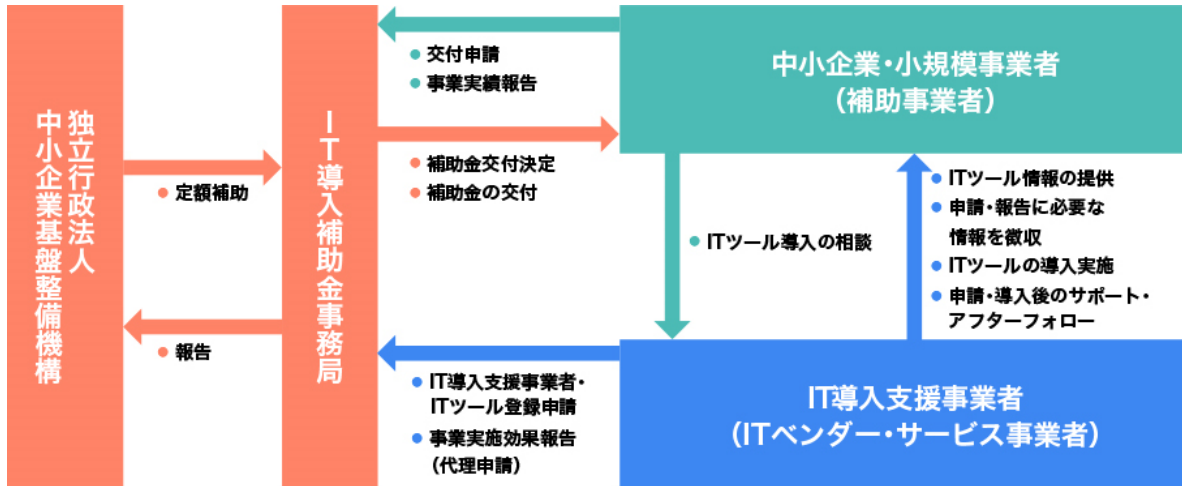 独立行政法人
中小企業基盤整備機構
定額補助
報告
IT導入補助金事務局
交付申請
事業実績報告
補助金交付決定
補助金の交付
IT導入支援事業者・
ITツール登録申請
事業実施効果報告
(代理申請)
中小企業・小規模事業者
(補助事業者)
ITツール導入の相談
ITツール情報の提供
申請・報告に必要な
情報を徴収
ITツールの導入実施
申請・導入後のサポート・
アフターフォロー
IT導入支援事業者
(ITベンダー・サービス事業者)